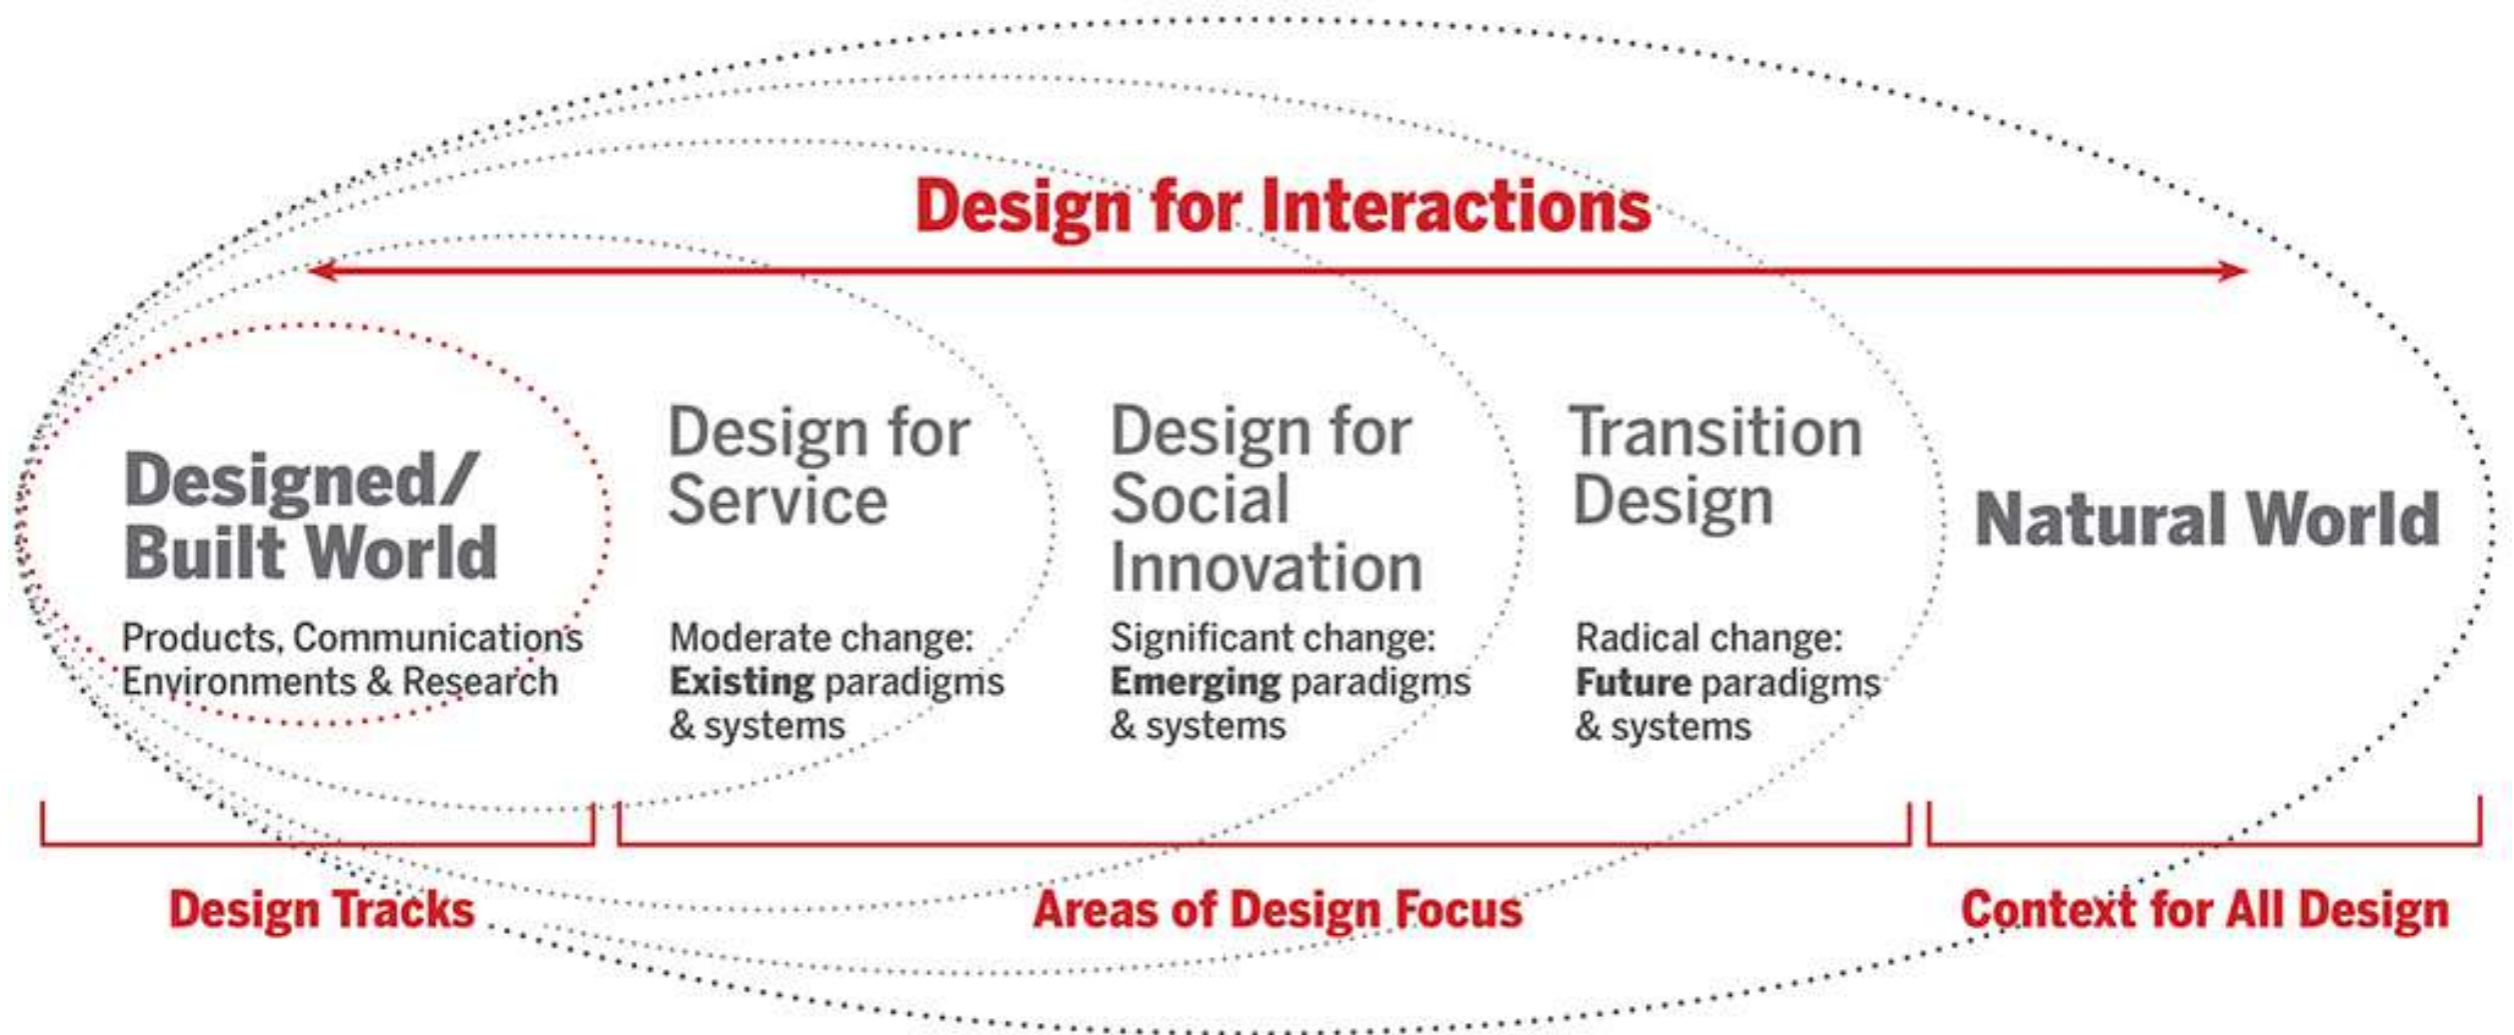 Design for Interactions
Designed/
Built World
Products, Communications
Environments & Research
Design for
Service
Moderate change:
Existing paradigms
& systems
Design for
Social
Innovation
Significant change:
Emerging paradigms
& systems
Transition
Design
Radical change:
Future paradigms
& systems
Natural World
Design Tracks
Areas of Design Focus
Context for All Design